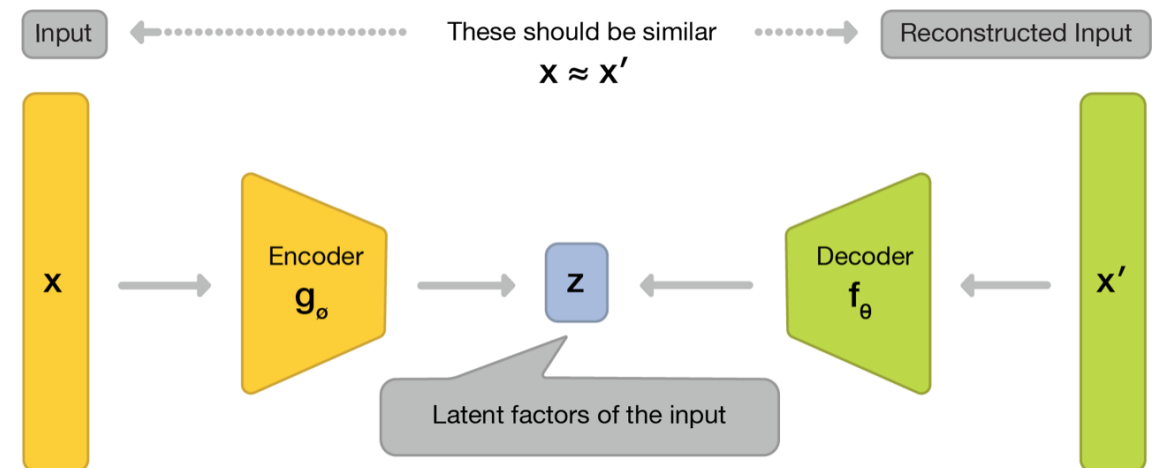 Input
These should be similar
Reconstructed Input
x ≈ x′
x
Encoder
gø
z
Decoder
fθ
x′
Latent factors of the input